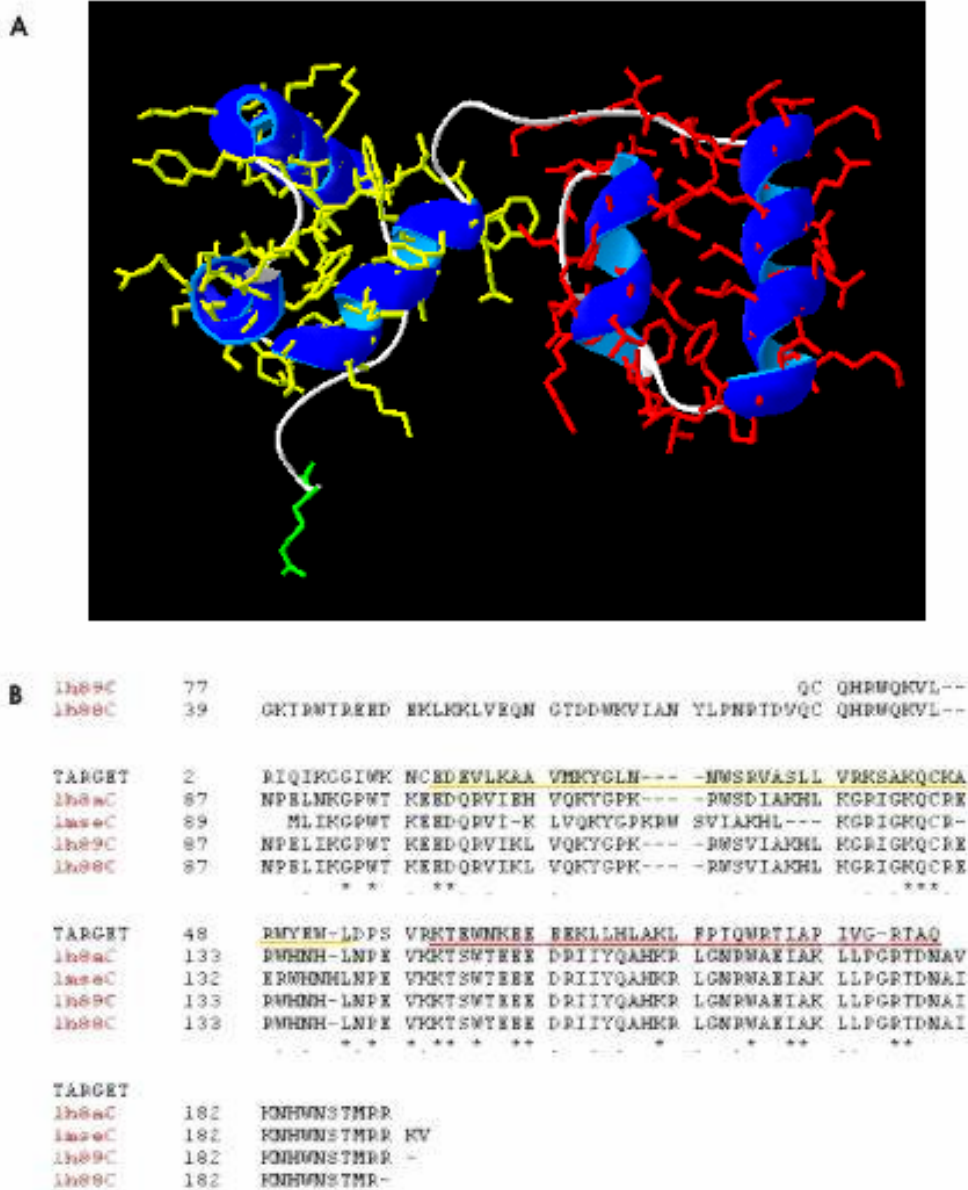 A
B
1h89C 77 QC QHRWQKVL--
1h88C 39 GKTRWTREED EKLKKLVEQN GTDDWKVIAN YLPNRTDVQC QHRWQKVL--
TARGET 2 RIQIKGGIWK NCEDEVLKAA VMKYGLN--- - NWSRVASLL VRKSAKQCKA
1h8aC 87 NPELNKGPWT KEEDQRVIEH VQKYGPK--- -RWSDIAKHL KGRIGKQCRE
1mseC 89 MLIKGPWT KEEDQRVI-K LVQKYGPKRW SVIAKHL--- KGRIGKQCR-
1h89C 87 NPELIKGPWT KEEDQRVIKL VQKYGPK--- -RWSVIAKHL KGRIGKQCRE
1h88C 87 NPELIKGPWT KEEDQRVIKL VQKYGPK--- -RWSVIAKHL KGRIGKQCRE
. * * . ** . . . . . ***
TARGET 48 RWYEW-LDPS VRKTEWNKEE EEKLLHLAKL FPTQWRTIAP IVG-RTAQ
1h8aC 133 RWHNH-LNPE VKKTSWTEEE DRIIYQAHKR LGNRWAEIAK LLPGRTDNAV
1mseC 132 ERWHNHLNPE VKKTSWTEEE DRIIYQAHKR LGNRWAEIAK LLPGRTDNAI
1h89C 133 RWHNH-LNPE VKKTSWTEEE DRIIYQAHKR LGNRWAEIAK LLPGRTDNAI
1h88C 133 RWHNH-LNPE VKKTSWTEEE DRIIYQAHKR LGNRWAEIAK LLPGRTDNAI
. . * * . * ** * ** . . * . * ** .. **
TARGET
1h8aC 182 KNHWNSTMRR
1mseC 182 KNHWNSTMRR KV
1h89C 182 KNHWNSTMRR -
1h88C 182 KNHWNSTMR-